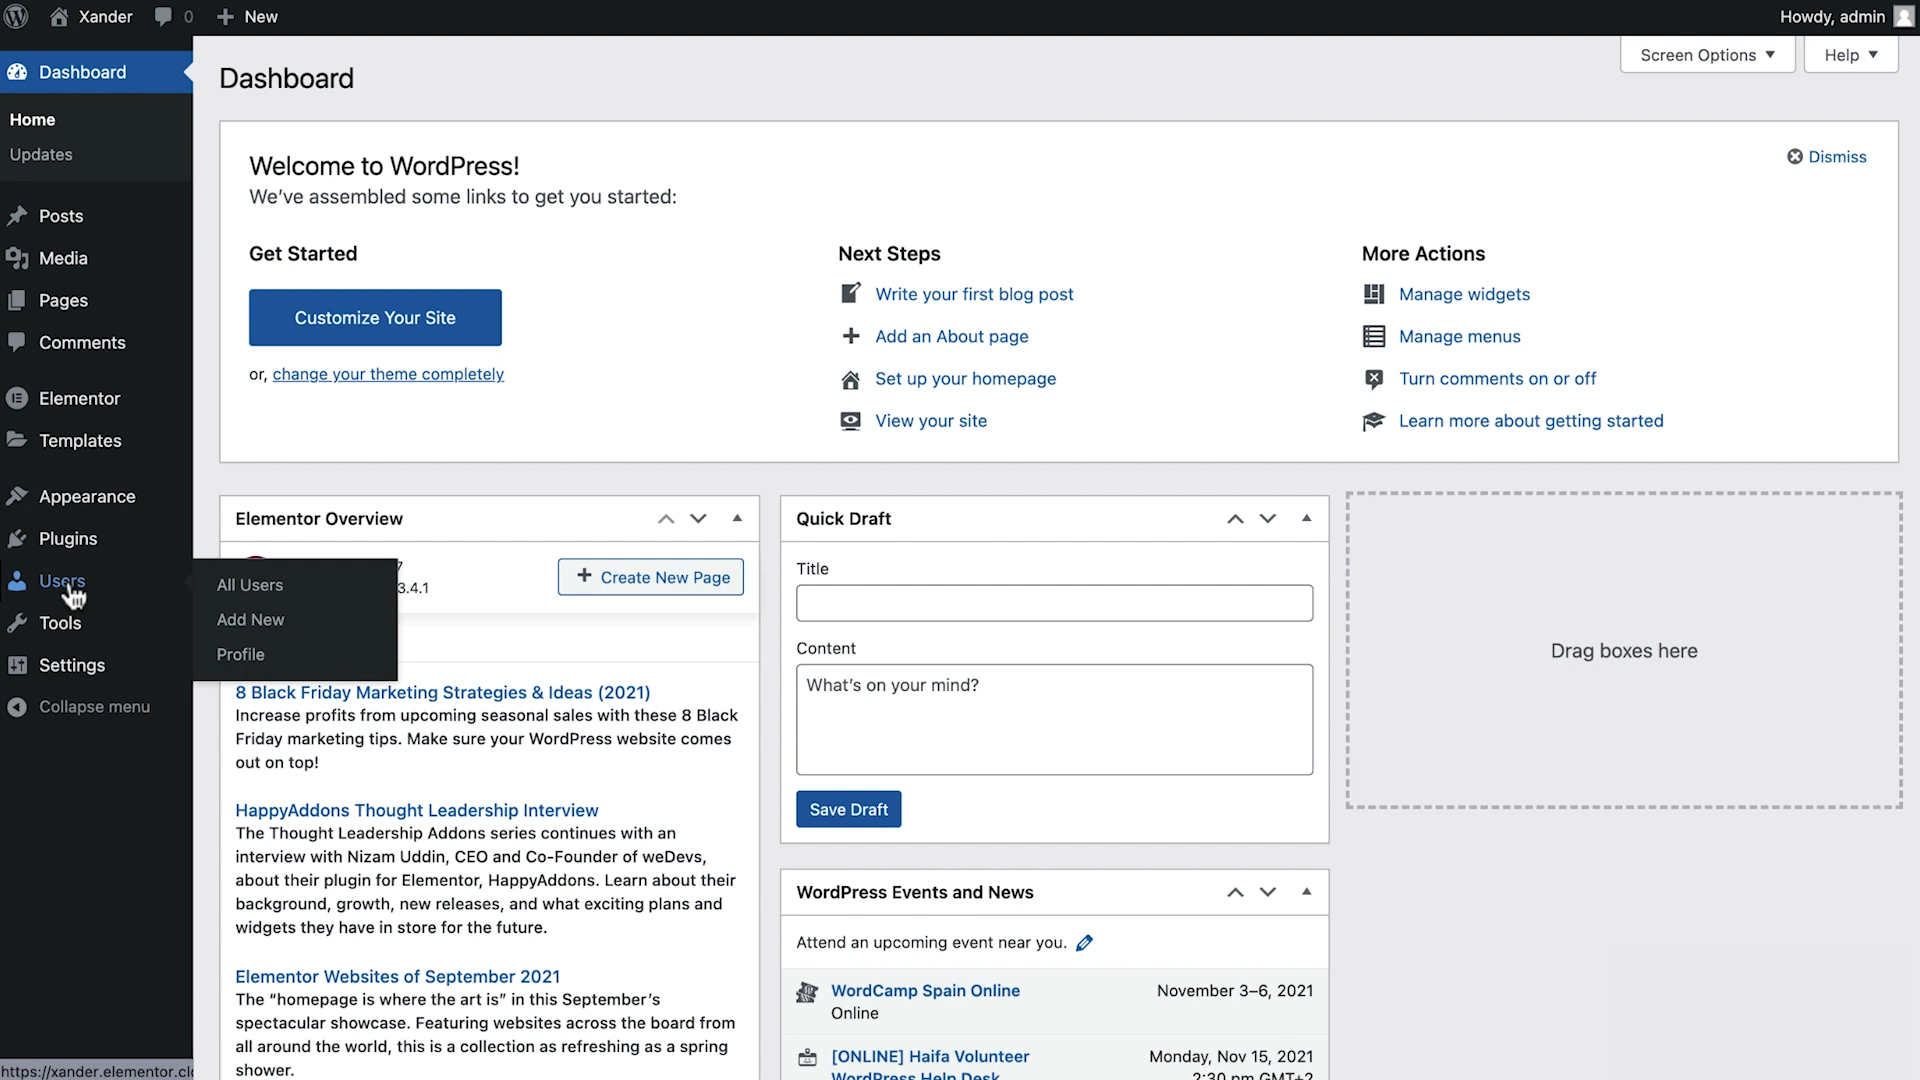 Xander
0
New
Howdy, admin
Screen Options
Help
Dashboard
Home
Updates
Posts
Media
Pages
Comments
Elementor
Templates
Appearance
Plugins
Users
Tools
Settings
Collapse menu
All Users
Add New
Profile
Dashboard
Welcome to WordPress!
We've assembled some links to get you started:
Dismiss
Get Started
Customize Your Site
or, change your theme completely
Next Steps
Write your first blog post
Add an About page
Set up your homepage
View your site
More Actions
Manage widgets
Manage menus
Turn comments on or off
Learn more about getting started
Elementor Overview
3.4.1
Create New Page
8 Black Friday Marketing Strategies & Ideas (2021)
Increase profits from upcoming seasonal sales with these 8 Black
Friday marketing tips. Make sure your WordPress website comes
out on top!
HappyAddons Thought Leadership Interview
The Thought Leadership Addons series continues with an
interview with Nizam Uddin, CEO and Co-Founder of weDevs,
about their plugin for Elementor, HappyAddons. Learn about their
background, growth, new releases, and what exciting plans and
widgets they have in store for the future.
Elementor Websites of September 2021
The "homepage is where the art is" in this September's
spectacular showcase. Featuring websites across the board from
all around the world, this is a collection as refreshing as a spring
shower.
Quick Draft
Title
Content
What's on your mind?
Save Draft
WordPress Events and News
Attend an upcoming event near you.
WordCamp Spain Online
November 3–6, 2021
Online
[ONLINE] Haifa Volunteer
Monday, Nov 15, 2021
WordPress Help Desk
2:30 pm GMT+2
Drag boxes here
https://xander.elementor.clo